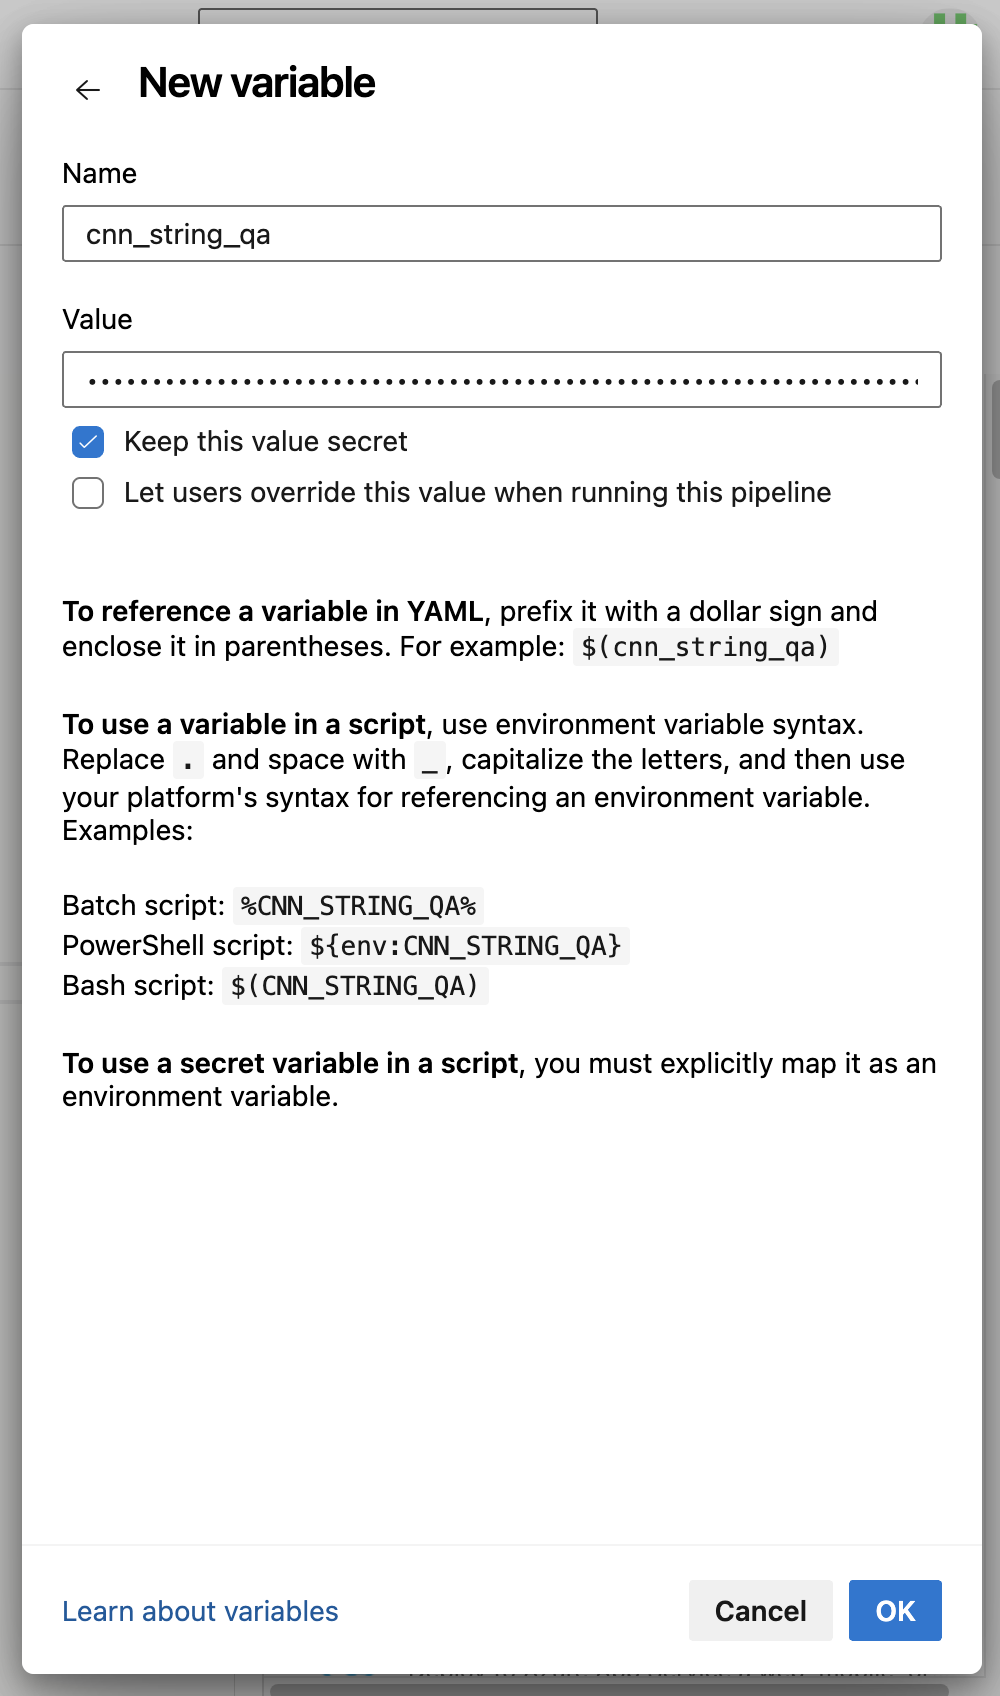 New variable
Name
cnn_string_qa
Value
Keep this value secret
Let users override this value when running this pipeline
To reference a variable in YAML, prefix it with a dollar sign and
enclose it in parentheses. For example: $(cnn_string_qa)
To use a variable in a script, use environment variable syntax.
Replace . and space with _, capitalize the letters, and then use
your platform's syntax for referencing an environment variable.
Examples:
Batch script: %CNN_STRING_QA%
PowerShell script: ${env:CNN_STRING_QA}
Bash script: $(CNN_STRING_QA)
To use a secret variable in a script, you must explicitly map it as an
environment variable.
Learn about variables
Cancel
OK